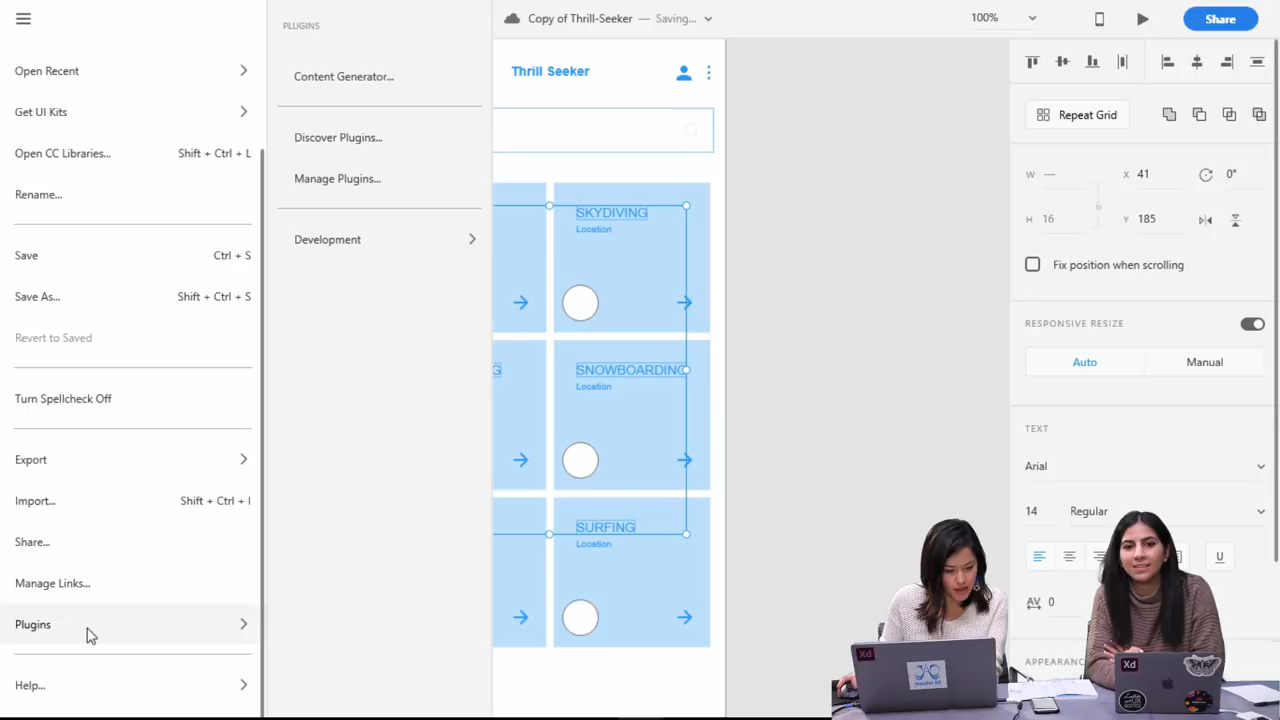 Open Recent
Get UI Kits
Open CC Libraries... Shift + Ctrl + L
Rename...
Save Ctrl + S
Save As... Shift + Ctrl + S
Revert to Saved
Turn Spellcheck Off
Export
Import... Shift + Ctrl + I
Share...
Manage Links...
Plugins
Help...
PLUGINS
Content Generator...
Discover Plugins...
Manage Plugins...
Development
Copy of Thrill-Seeker — Saving...
100%
Share
Thrill Seeker
SKYDIVING
Location
G
SNOWBOARDING
Location
SURFING
Location
Repeat Grid
W — X 41 0°
H 16 Y 185
Fix position when scrolling
RESPONSIVE RESIZE
Auto Manual
TEXT
Arial
14 Regular
U
AV 0
APPEARANC
Xd
Xd